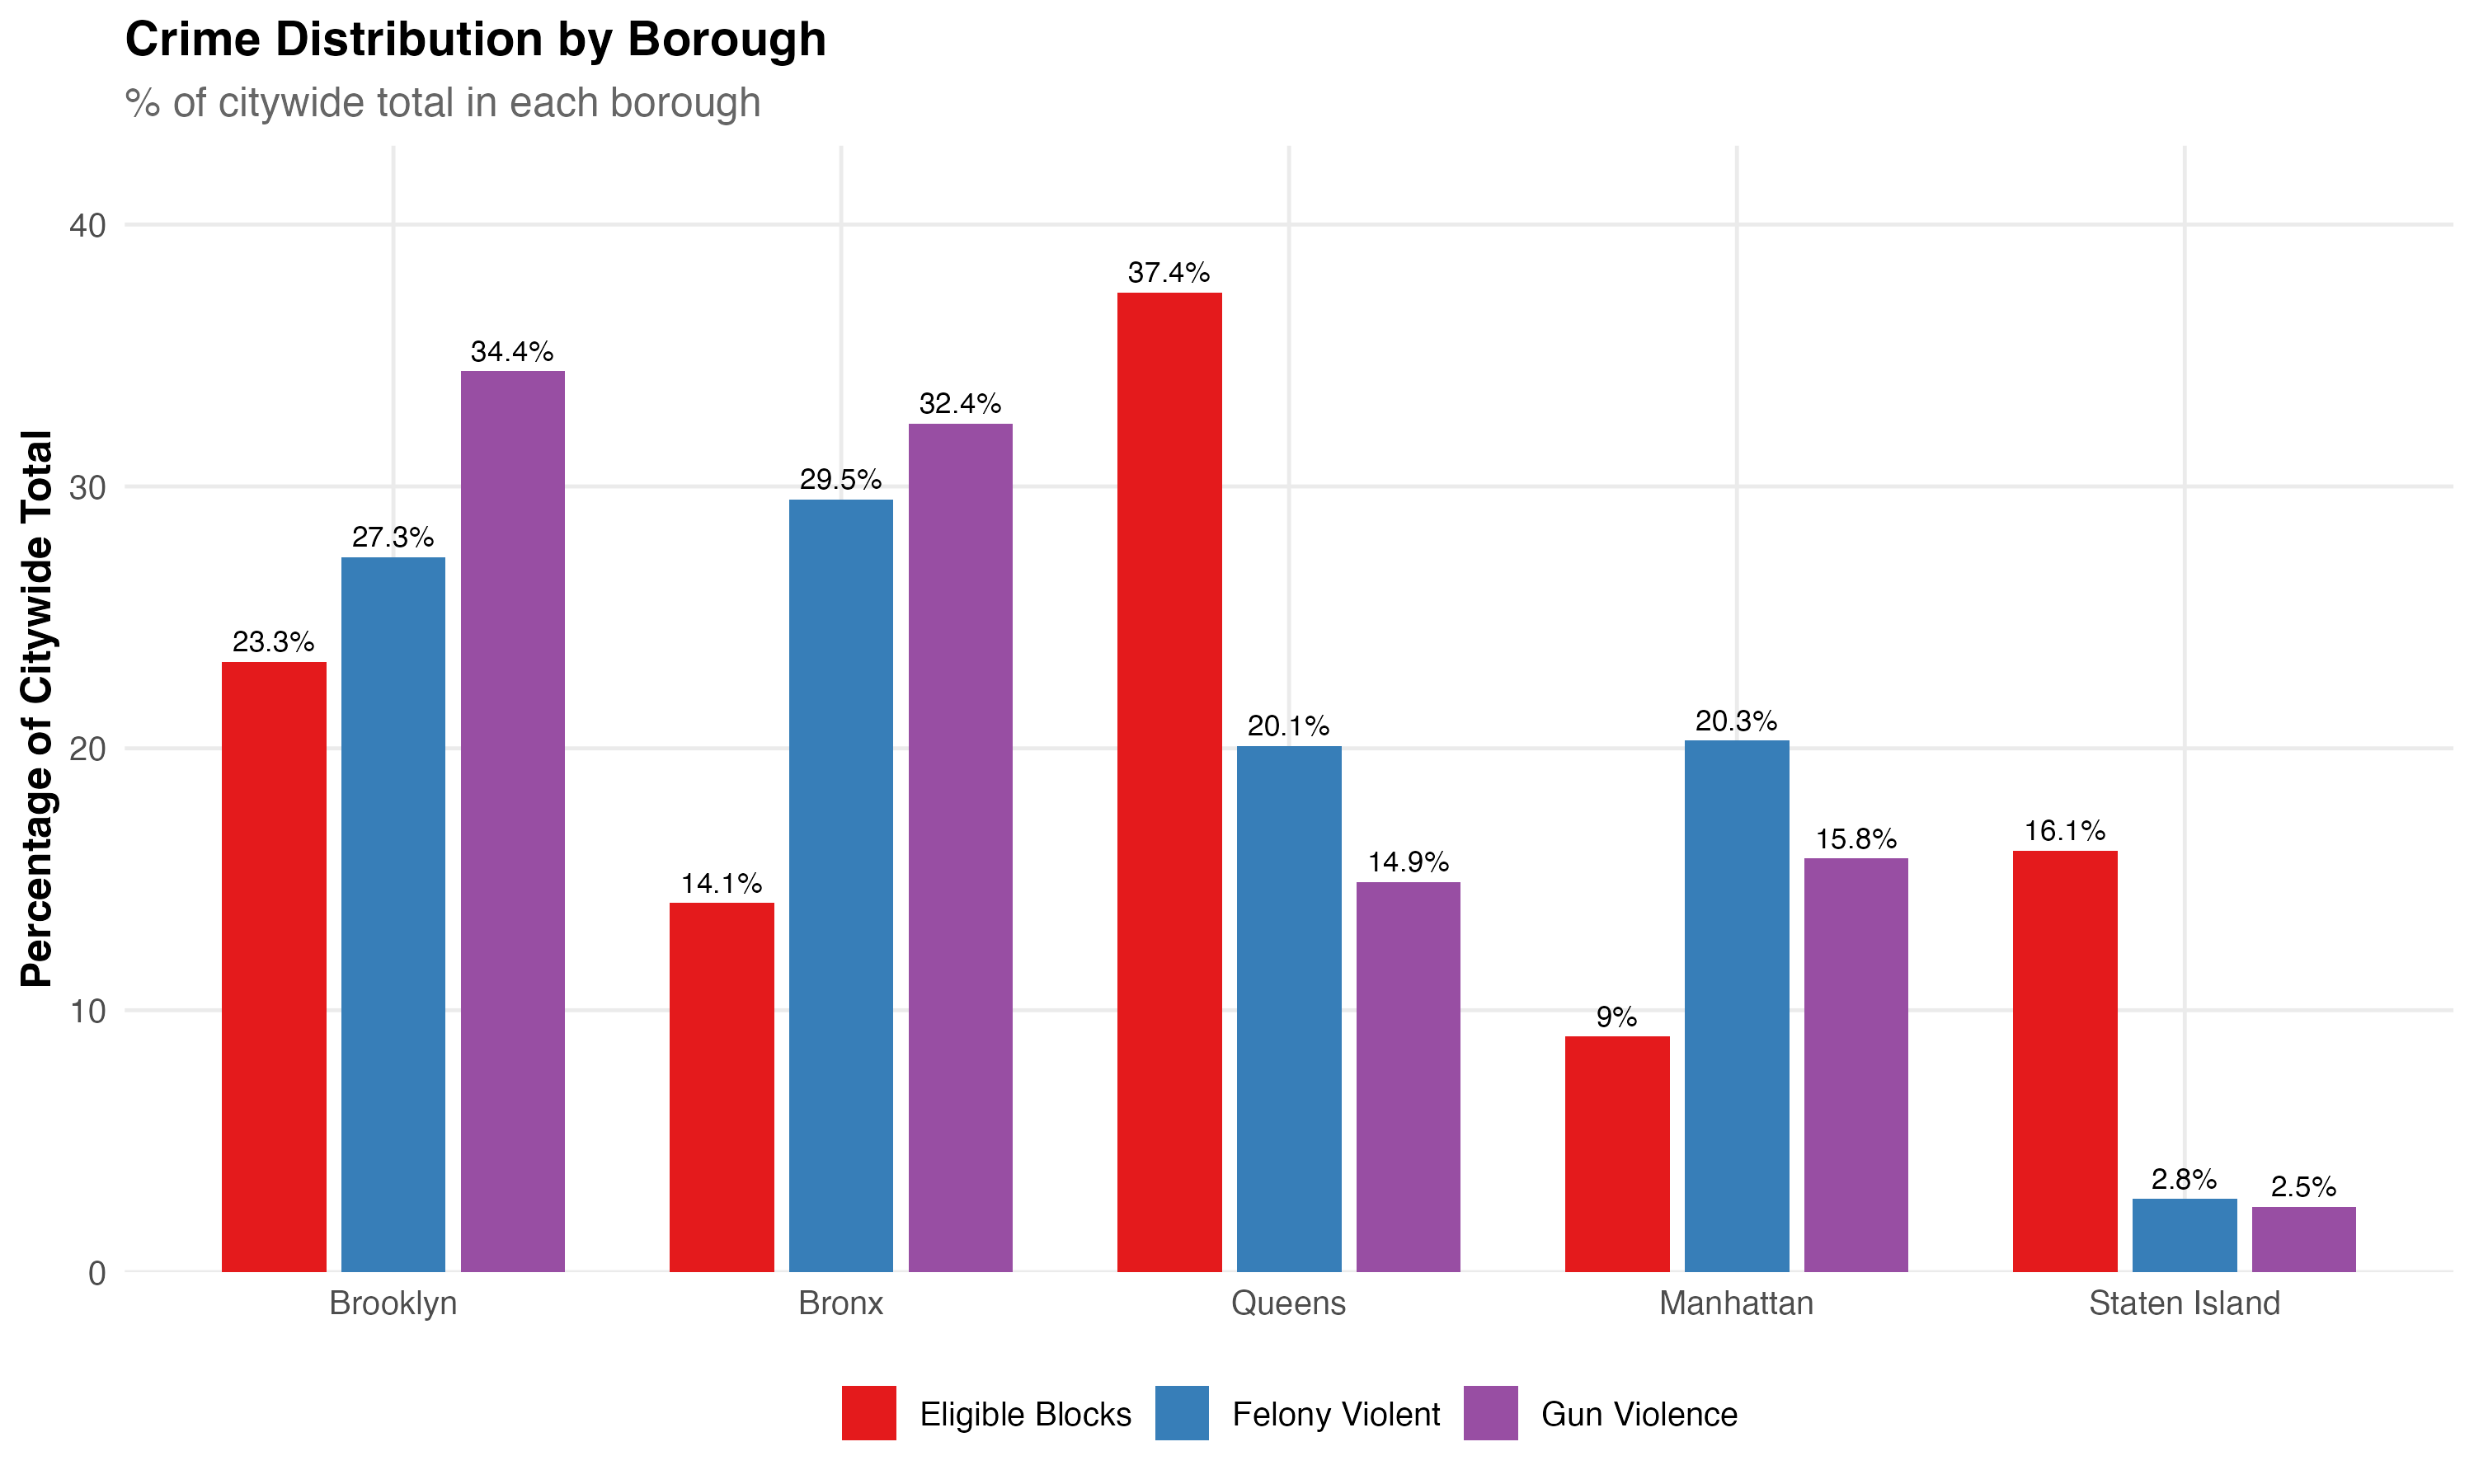 Crime Distribution by Borough
% of citywide total in each borough
Percentage of Citywide Total
40
30
20
10
0
23.3%
27.3%
34.4%
14.1%
29.5%
32.4%
37.4%
20.1%
14.9%
9%
20.3%
15.8%
16.1%
2.8%
2.5%
Brooklyn
Bronx
Queens
Manhattan
Staten Island
Eligible Blocks
Felony Violent
Gun Violence